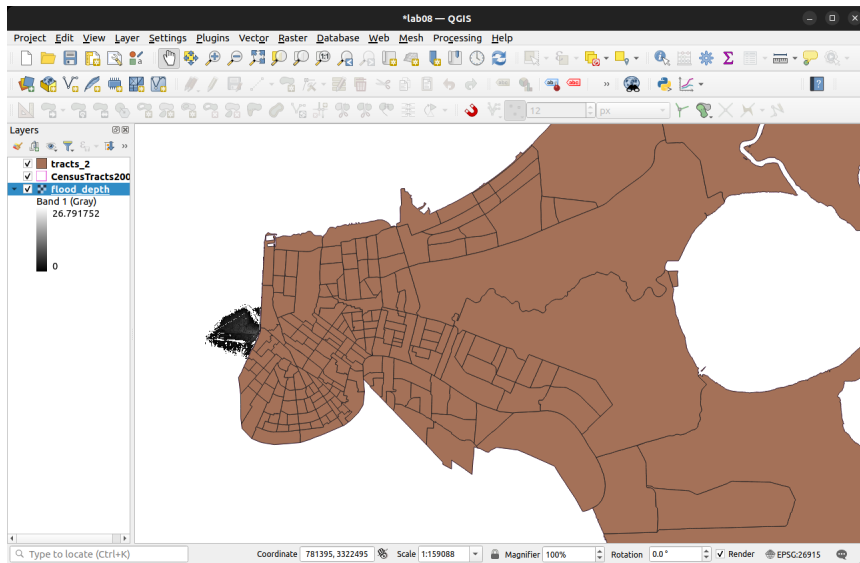 *lab08 — QGIS
Project Edit View Layer Settings Plugins Vector Raster Database Web Mesh Processing Help
12 px
Layers
tracts_2
CensusTracts200
flood_depth
Band 1 (Gray)
26.791752
0
Type to locate (Ctrl+K) Coordinate 781395, 3322495 Scale 1:159088 Magnifier 100% Rotation 0.0 ° Render EPSG:26915